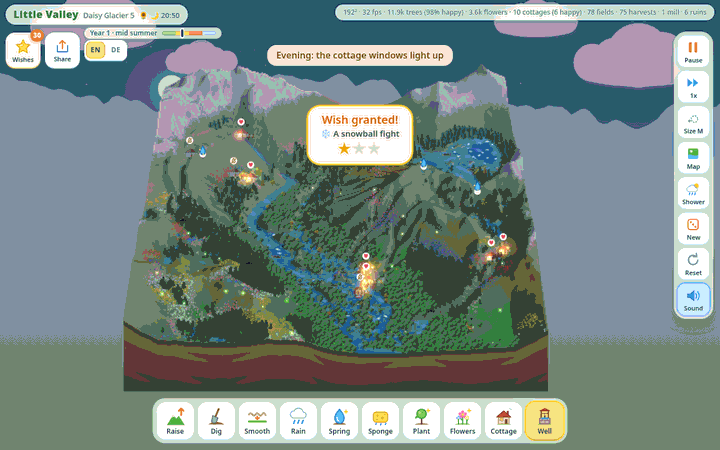 Little Valley Daisy Glacier 5 20:50
192² · 32 fps · 11.9k trees (98% happy) · 3.6k flowers · 10 cottages (6 happy) · 78 fields · 75 harvests · 1 mill · 6 ruins
Year 1 · mid summer
30
Wishes
Share
EN DE
Evening: the cottage windows light up
Wish granted!
A snowball fight
Pause
1x
Size M
Map
Shower
New
Reset
Sound
Raise
Dig
Smooth
Rain
Spring
Sponge
Plant
Flowers
Cottage
Well